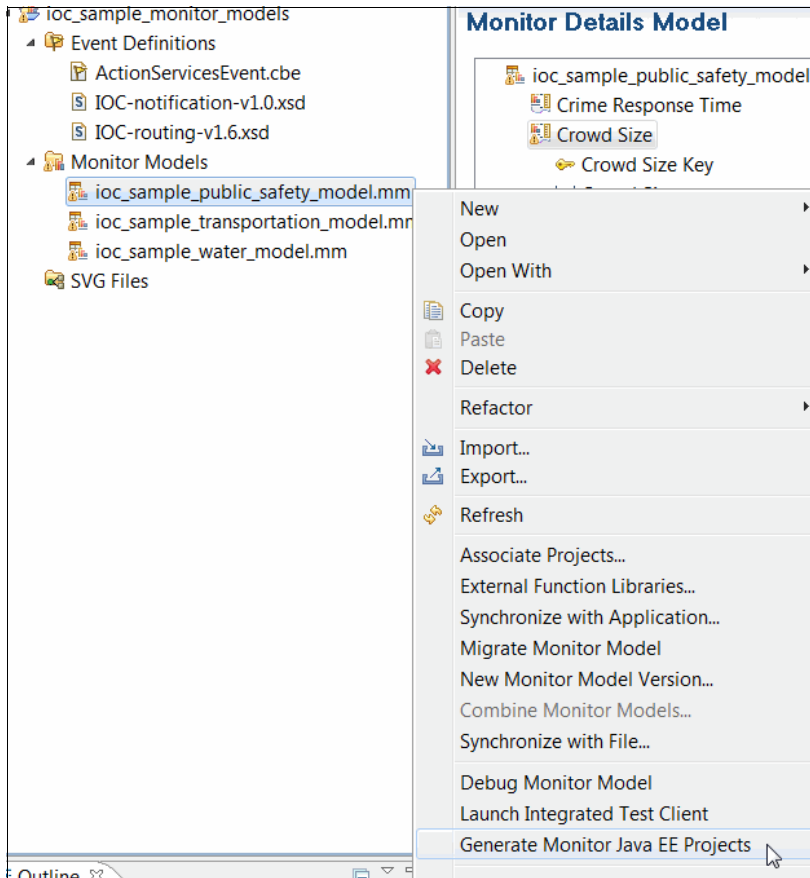 ioc_sample_monitor_models
Event Definitions
ActionServicesEvent.cbe
IOC-notification-v1.0.xsd
IOC-routing-v1.6.xsd
Monitor Models
ioc_sample_public_safety_model.mm
ioc_sample_transportation_model.mm
ioc_sample_water_model.mm
SVG Files
Monitor Details Model
ioc_sample_public_safety_model
Crime Response Time
Crowd Size
Crowd Size Key
New
Open
Open With
Copy
Paste
Delete
Refactor
Import...
Export...
Refresh
Associate Projects...
External Function Libraries...
Synchronize with Application...
Migrate Monitor Model
New Monitor Model Version...
Combine Monitor Models...
Synchronize with File...
Debug Monitor Model
Launch Integrated Test Client
Generate Monitor Java EE Projects
Outline